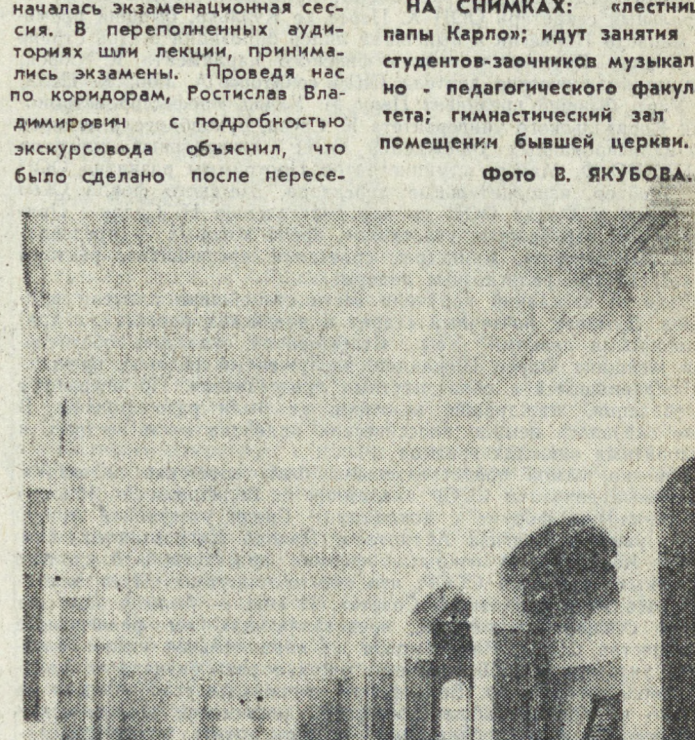 началась экзаменационная сес-
сия. В переполненных ауди-
ториях шли лекции, принима-
лись экзамены. Проведя нас
по коридорам, Ростислав Вла-
димирович с подробностью
экскурсовода объяснил, что
было сделано после пересе-
НА СНИМКАХ: «лестниц
папы Карло»; идут занятия
студентов-заочников музыкал
но - педагогического факул
тета; гимнастический зал
помещении бывшей церкви.
Фото В. ЯКУБОВА.